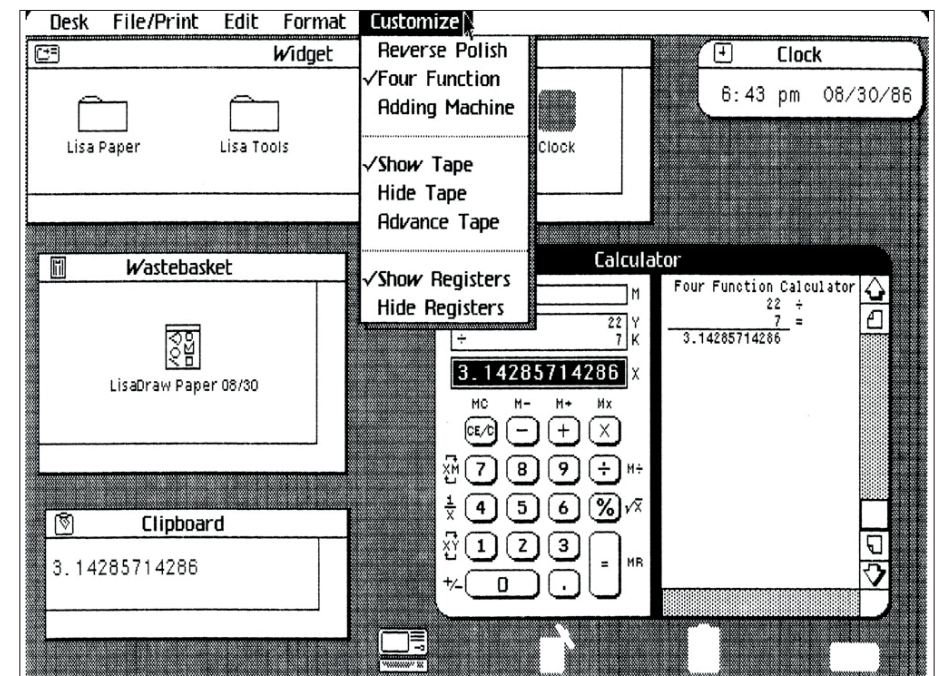 Desk File/Print Edit Format Customize
Reverse Polish
✓Four Function
Adding Machine
✓Show Tape
Hide Tape
Advance Tape
✓Show Registers
Hide Registers
Widget
Lisa Paper
Lisa Tools
Clock
Clock
6:43 pm 08/30/86
Wastebasket
LisaDraw Paper 08/30
Clipboard
3.14285714286
Calculator
M
22 Y
÷ 7 K
3.14285714286 X
MC M- M+ Mx
CE/C - + X
XM 7 8 9 ÷ M÷
1/X 4 5 6 % √x
XY 1 2 3
+/- 0 . = MR
Four Function Calculator
22 ÷
7 =
3.14285714286